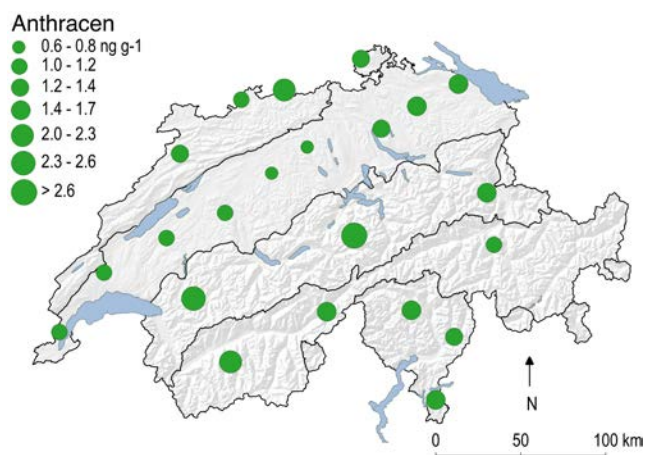 Anthracen
0.6 - 0.8 ng g-1
1.0 - 1.2
1.2 - 1.4
1.4 - 1.7
2.0 - 2.3
2.3 - 2.6
> 2.6
N
0 50 100 km